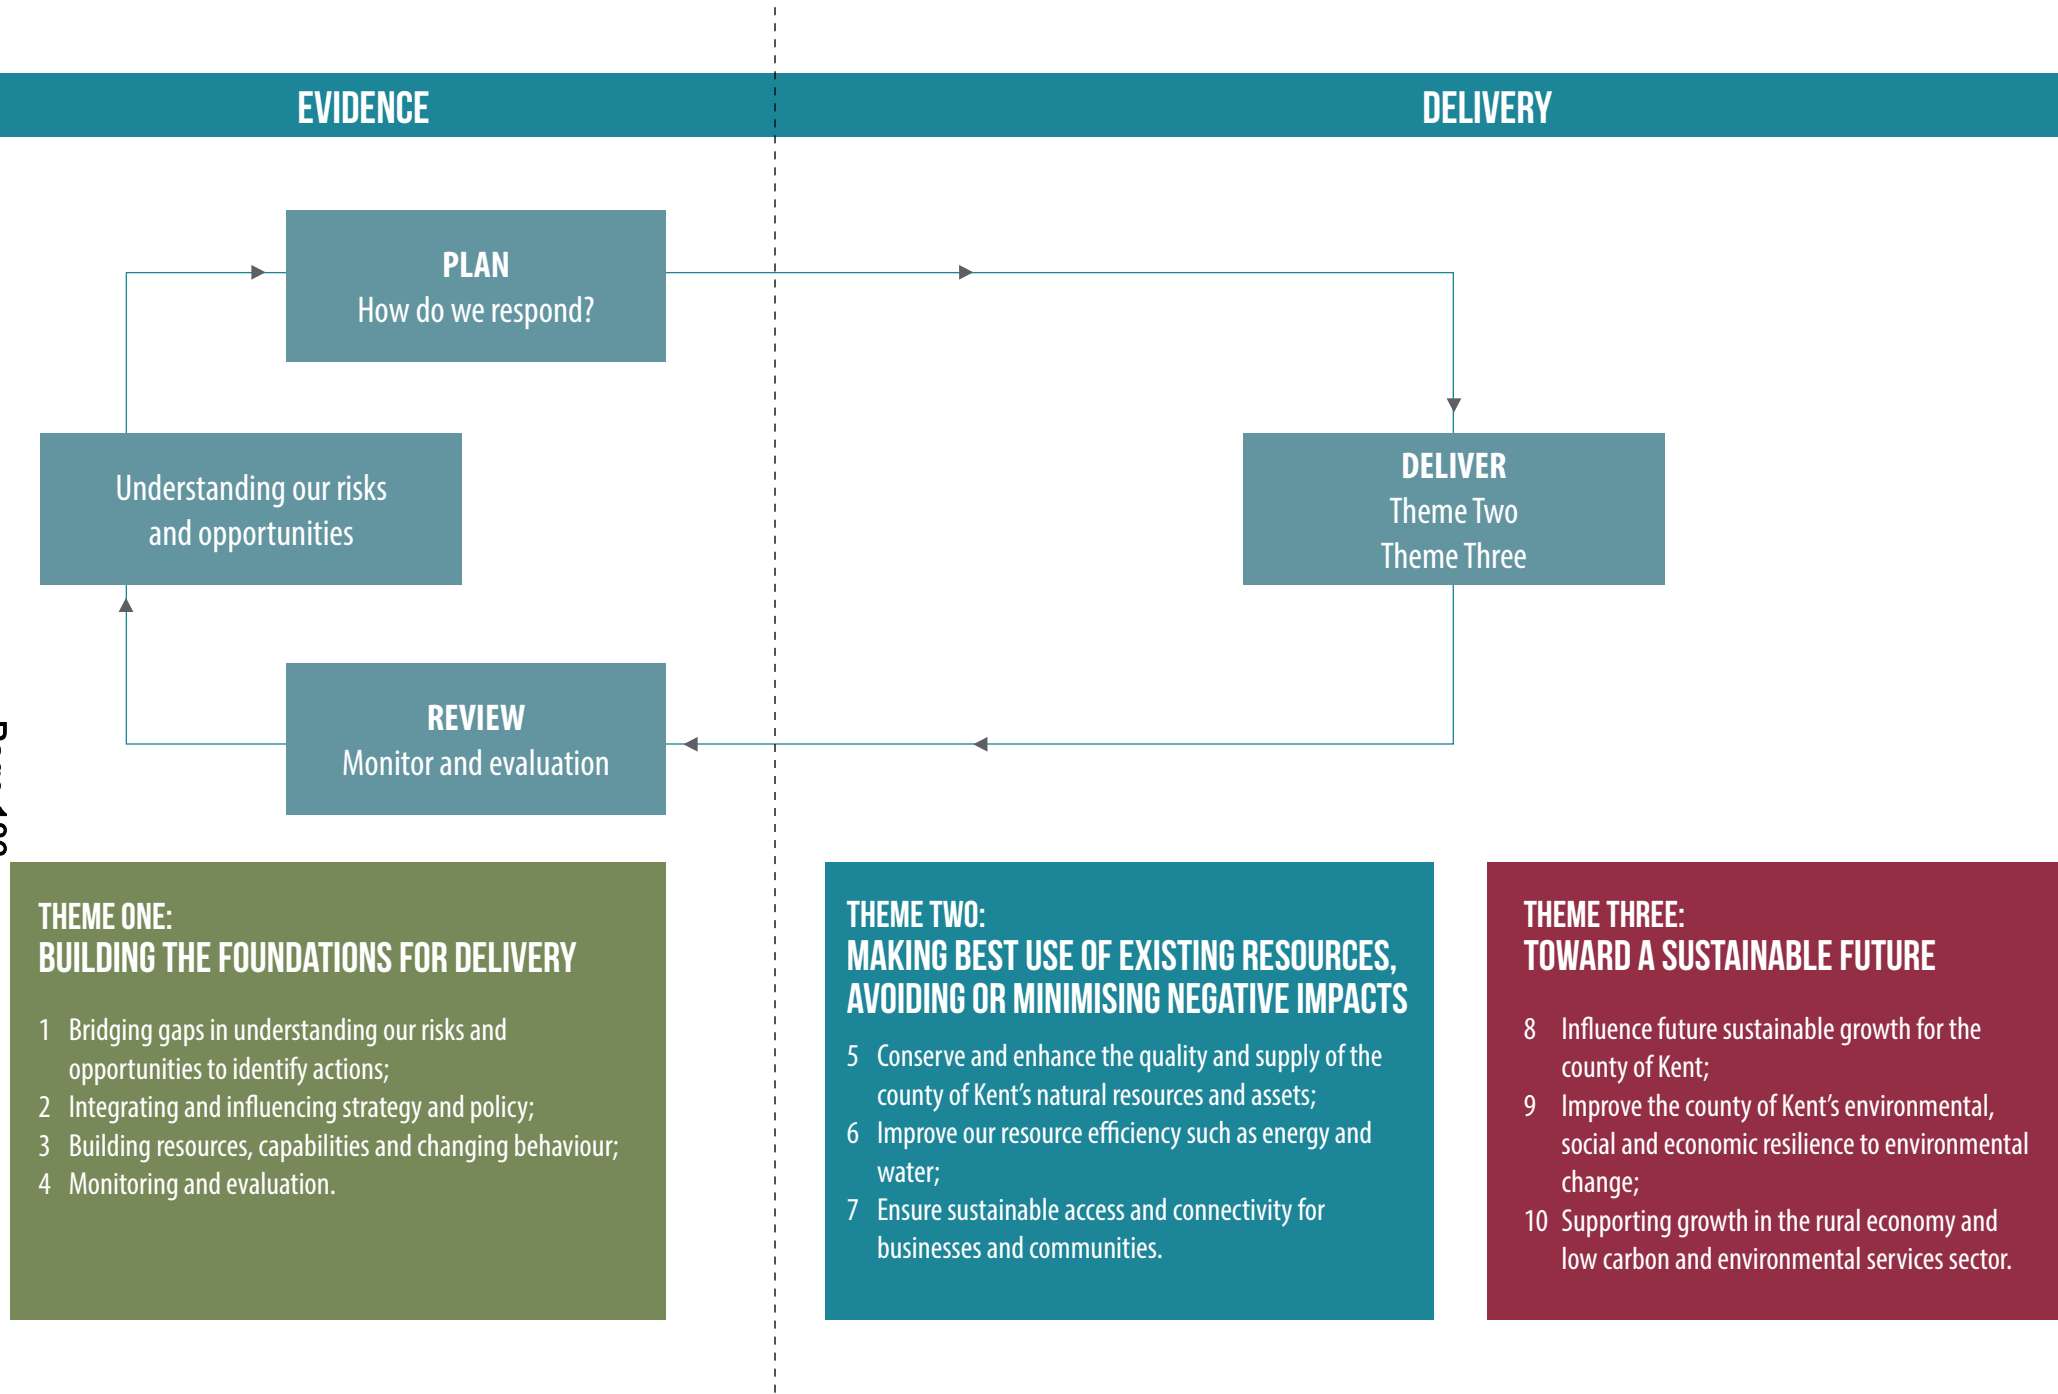 EVIDENCE
DELIVERY
PLAN
How do we respond?
Understanding our risks
and opportunities
DELIVER
Theme Two
Theme Three
REVIEW
Monitor and evaluation
THEME ONE:
BUILDING THE FOUNDATIONS FOR DELIVERY
1 Bridging gaps in understanding our risks and
opportunities to identify actions;
2 Integrating and influencing strategy and policy;
3 Building resources, capabilities and changing behaviour;
4 Monitoring and evaluation.
THEME TWO:
MAKING BEST USE OF EXISTING RESOURCES,
AVOIDING OR MINIMISING NEGATIVE IMPACTS
5 Conserve and enhance the quality and supply of the
county of Kent’s natural resources and assets;
6 Improve our resource efficiency such as energy and
water;
7 Ensure sustainable access and connectivity for
businesses and communities.
THEME THREE:
TOWARD A SUSTAINABLE FUTURE
8 Influence future sustainable growth for the
county of Kent;
9 Improve the county of Kent’s environmental,
social and economic resilience to environmental
change;
10 Supporting growth in the rural economy and
low carbon and environmental services sector.